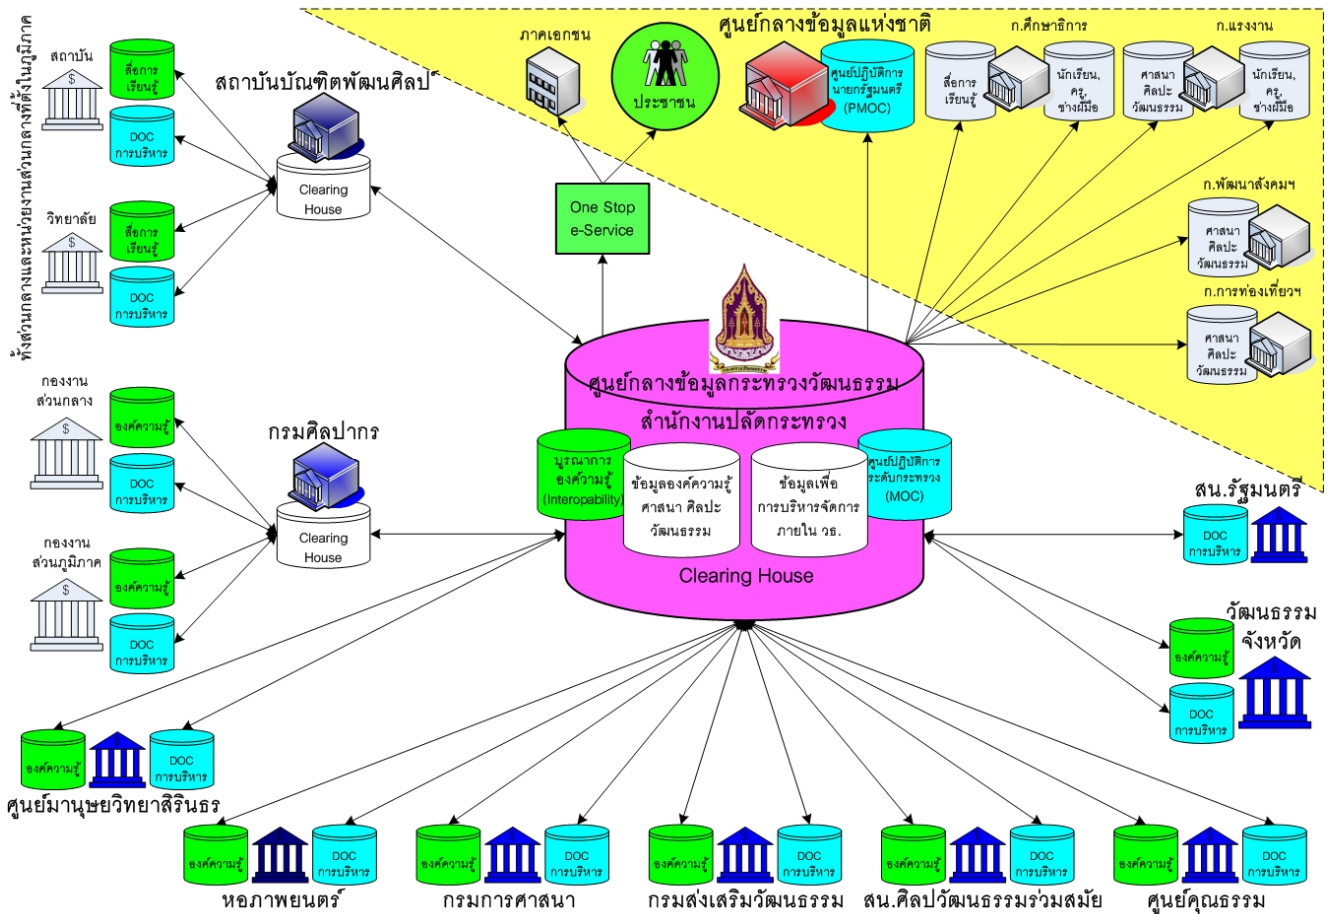 ทั้งส่วนกลางและหน่วยงานส่วนกลางที่ตั้งในภูมิภาค
สถาบัน
$
สื่อการ
เรียนรู้
DOC
การบริหาร
วิทยาลัย
$
สื่อการ
เรียนรู้
DOC
การบริหาร
สถาบันบัณฑิตพัฒนศิลป์
Clearing
House
ภาคเอกชน
ประชาชน
One Stop
e-Service
ศูนย์กลางข้อมูลแห่งชาติ
ศูนย์ปฏิบัติการ
นายกรัฐมนตรี
(PMOC)
ก.ศึกษาธิการ
สื่อการ
เรียนรู้
นักเรียน,
ครู,
ช่างฝีมือ
ก.แรงงาน
ศาสนา
ศิลปะ
วัฒนธรรม
นักเรียน,
ครู,
ช่างฝีมือ
ก.พัฒนาสังคมฯ
ศาสนา
ศิลปะ
วัฒนธรรม
ก.การท่องเที่ยวฯ
ศาสนา
ศิลปะ
วัฒนธรรม
ศูนย์กลางข้อมูลกระทรวงวัฒนธรรม
สำนักงานปลัดกระทรวง
บูรณาการ
องค์ความรู้
(Interopability)
ข้อมูลองค์ความรู้
ศาสนา ศิลปะ
วัฒนธรรม
ข้อมูลเพื่อ
การบริหารจัดการ
ภายใน วธ.
ศูนย์ปฏิบัติการ
ระดับกระทรวง
(MOC)
Clearing House
กองงาน
ส่วนกลาง
$
องค์ความรู้
DOC
การบริหาร
กองงาน
ส่วนภูมิภาค
$
องค์ความรู้
DOC
การบริหาร
กรมศิลปากร
Clearing
House
สน.รัฐมนตรี
DOC
การบริหาร
วัฒนธรรม
จังหวัด
องค์ความรู้
DOC
การบริหาร
องค์ความรู้
DOC
การบริหาร
ศูนย์มานุษยวิทยาสิรินธร
องค์ความรู้
DOC
การบริหาร
หอภาพยนตร์
องค์ความรู้
DOC
การบริหาร
กรมการศาสนา
องค์ความรู้
DOC
การบริหาร
กรมส่งเสริมวัฒนธรรม
องค์ความรู้
DOC
การบริหาร
สน.ศิลปวัฒนธรรมร่วมสมัย
องค์ความรู้
DOC
การบริหาร
ศูนย์คุณธรรม